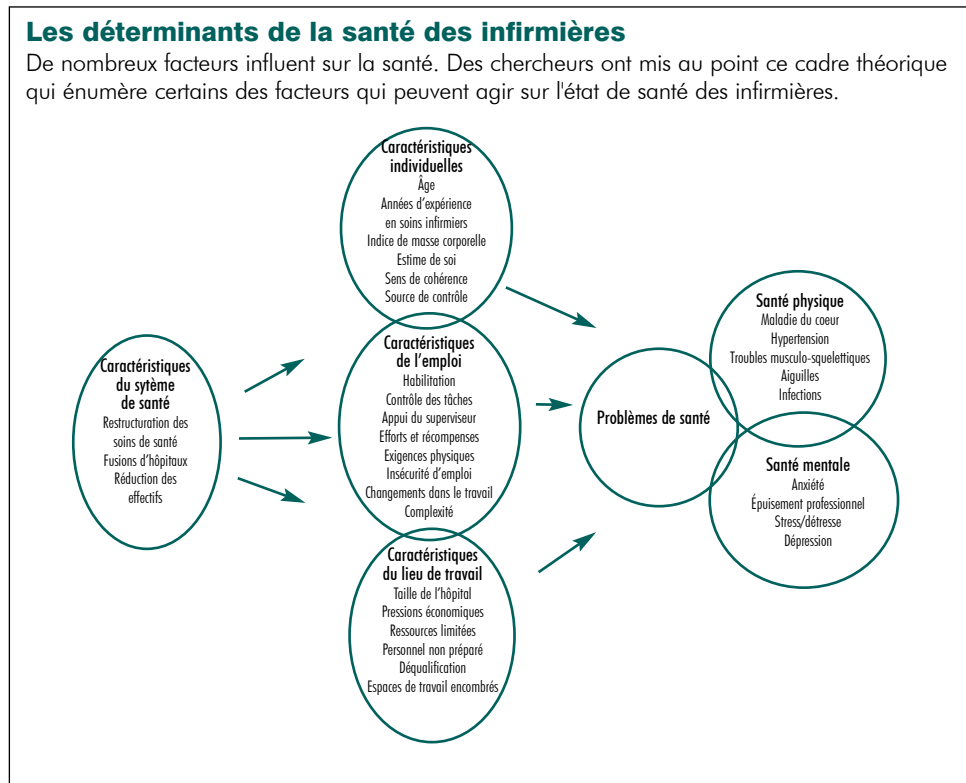 Les déterminants de la santé des infirmières
De nombreux facteurs influent sur la santé. Des chercheurs ont mis au point ce cadre théorique
qui énumère certains des facteurs qui peuvent agir sur l'état de santé des infirmières.
Caractéristiques
du sytème
de santé
Restructuration des
soins de santé
Fusions d'hôpitaux
Réduction des
effectifs
Caractéristiques
individuelles
Âge
Années d'expérience
en soins infirmiers
Indice de masse corporelle
Estime de soi
Sens de cohérence
Source de contrôle
Caractéristiques
de l'emploi
Habilitation
Contrôle des tâches
Appui du superviseur
Efforts et récompenses
Exigences physiques
Insécurité d'emploi
Changements dans le travail
Complexité
Caractéristiques
du lieu de travail
Taille de l'hôpital
Pressions économiques
Ressources limitées
Personnel non préparé
Déqualification
Espaces de travail encombrés
Problèmes de santé
Santé physique
Maladie du coeur
Hypertension
Troubles musculo-squelettiques
Aiguilles
Infections
Santé mentale
Anxiété
Épuisement professionnel
Stress/détresse
Dépression